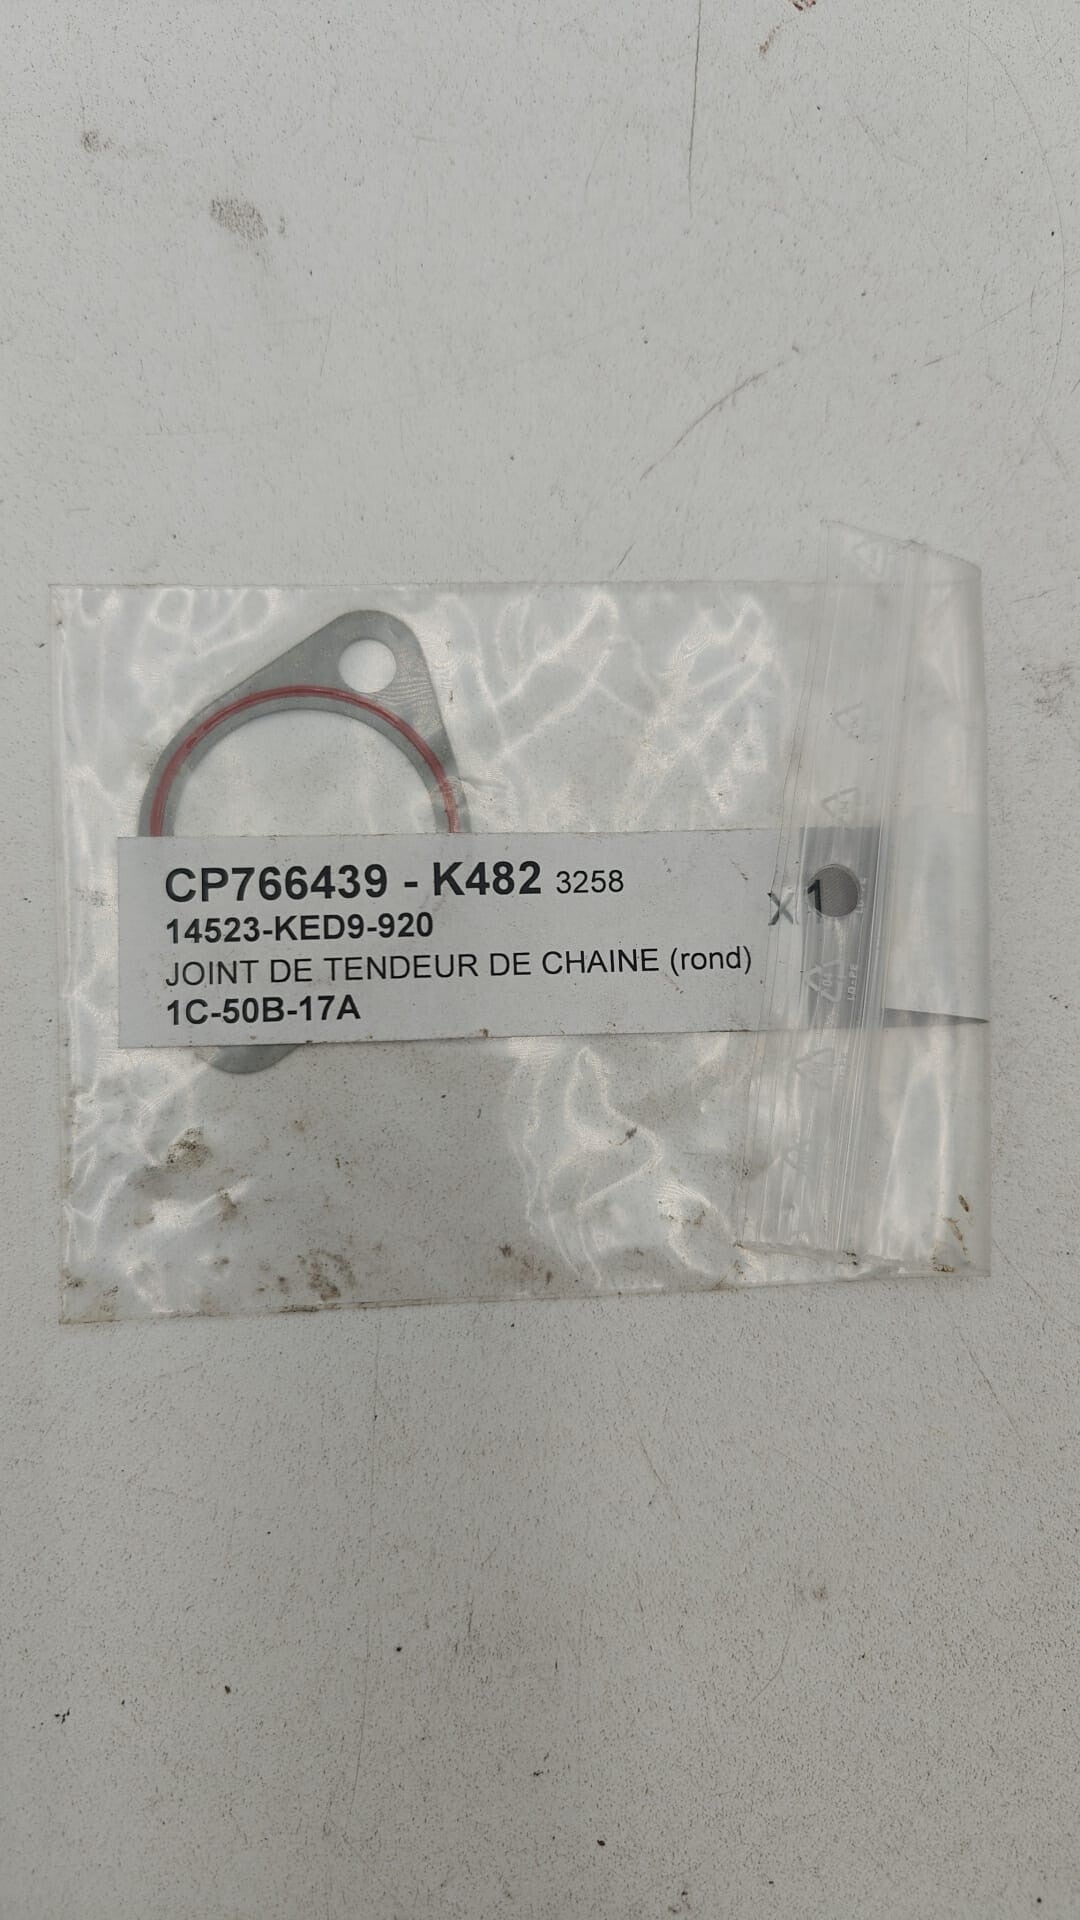 CP766439 - K482 3258
x 1
14523-KED9-920
JOINT DE TENDEUR DE CHAINE (rond)
1C-50B-17A